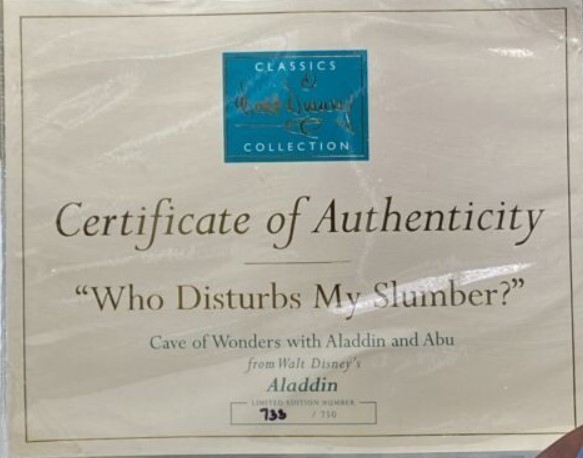 CLASSICS
Walt Disney
COLLECTION
Certificate of Authenticity
“Who Disturbs My Slumber?”
Cave of Wonders with Aladdin and Abu
from Walt Disney's
Aladdin
LIMITED EDITION NUMBER
733 / 750